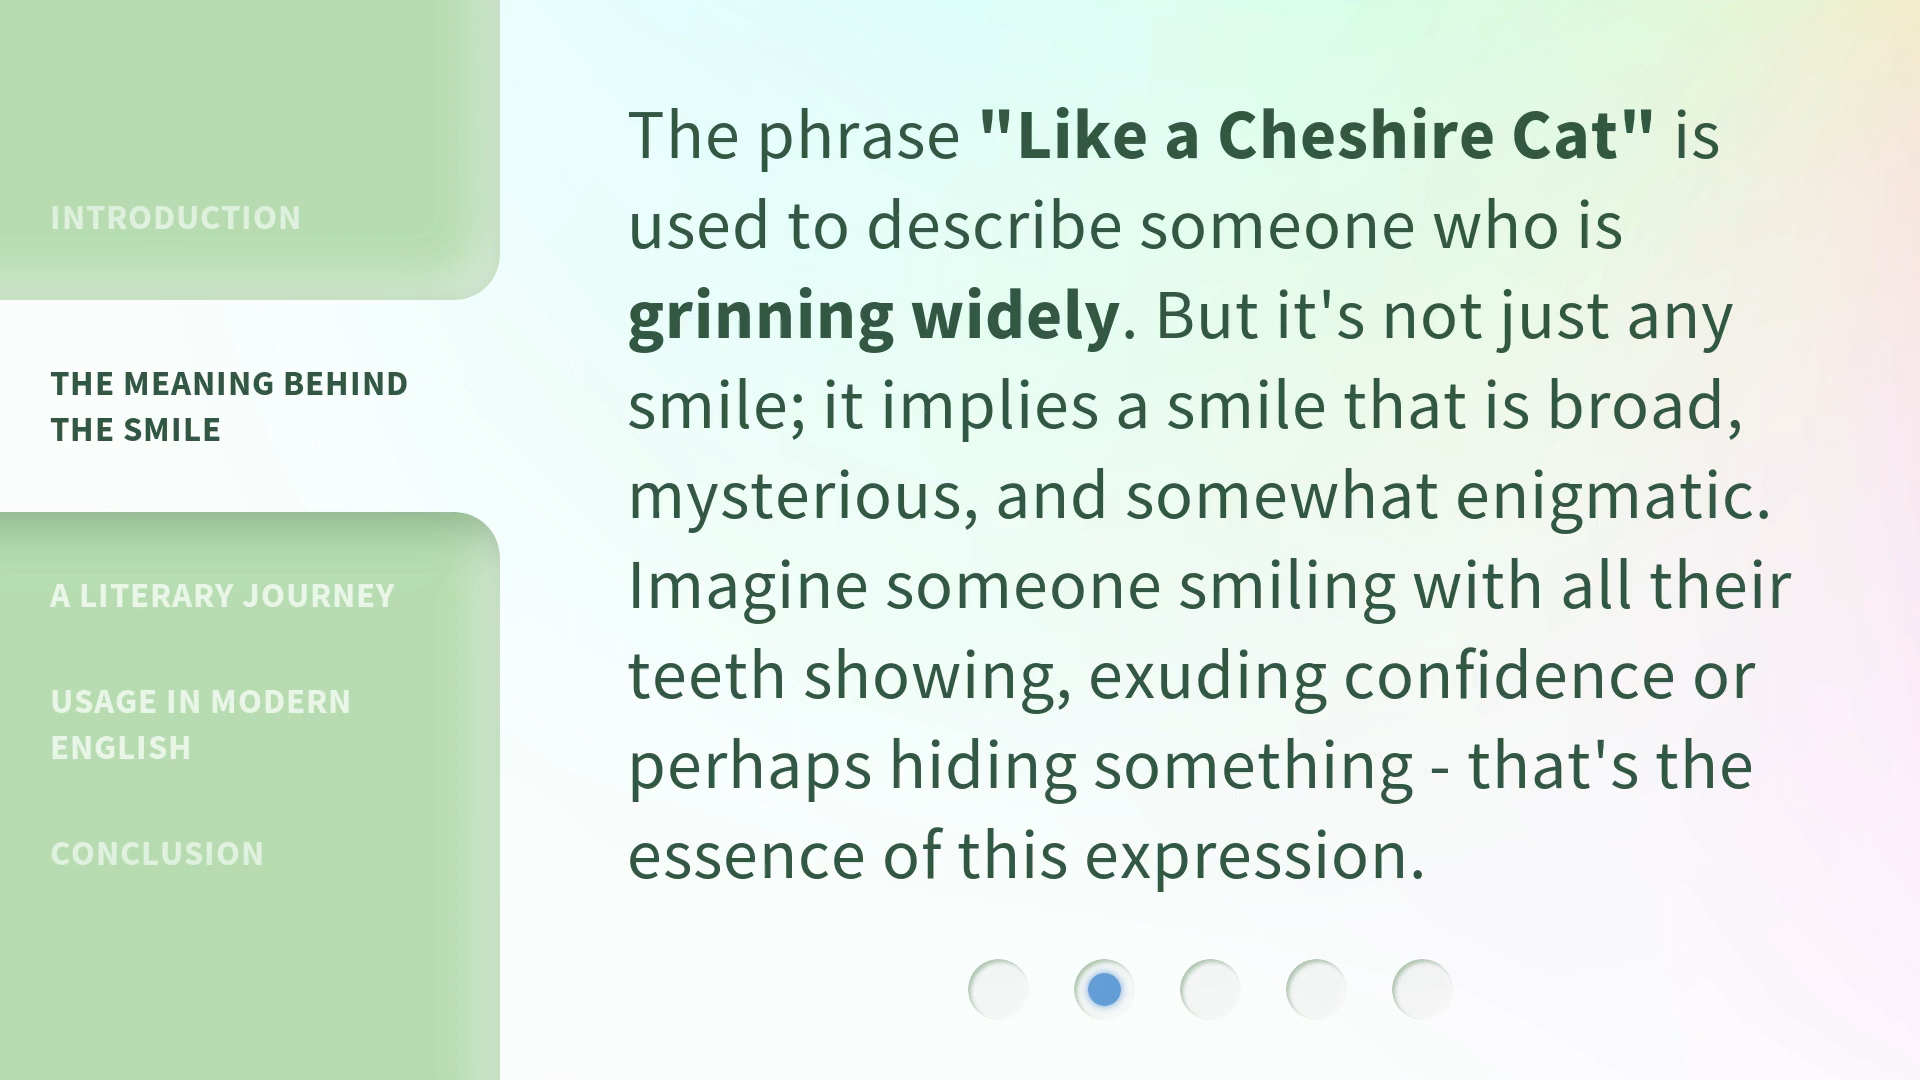 INTRODUCTION
THE MEANING BEHIND
THE SMILE
A LITERARY JOURNEY
USAGE IN MODERN
ENGLISH
CONCLUSION
The phrase "Like a Cheshire Cat" is
used to describe someone who is
grinning widely. But it's not just any
smile; it implies a smile that is broad,
mysterious, and somewhat enigmatic.
Imagine someone smiling with all their
teeth showing, exuding confidence or
perhaps hiding something - that's the
essence of this expression.